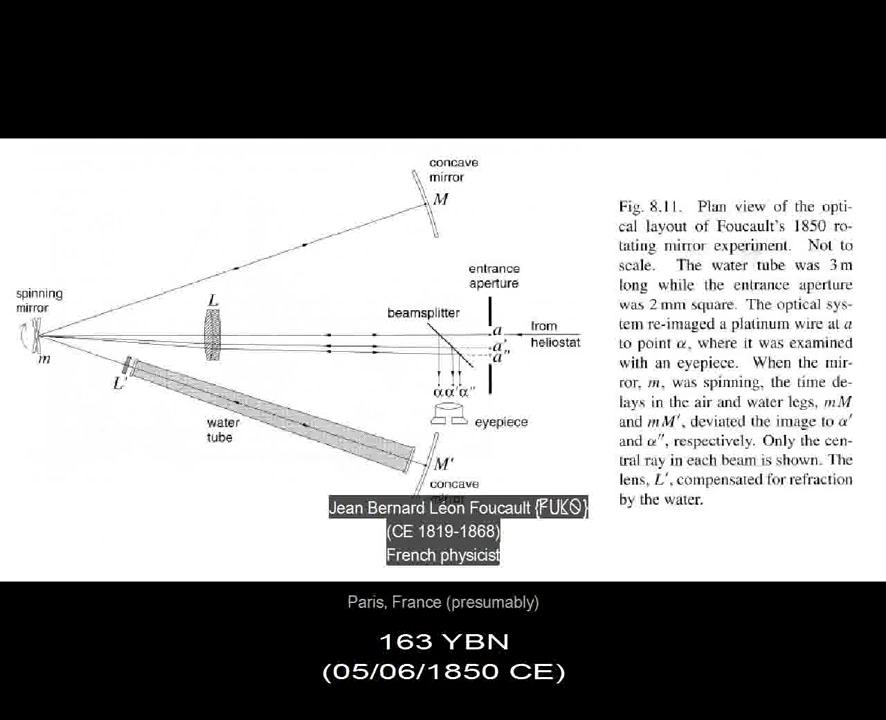 concave
mirror
M
entrance
aperture
spinning
mirror
L
beamsplitter
a
from
heliostat
a'
a"
m
L'
α α' α"
water
tube
eyepiece
M'
concave
Fig. 8.11. Plan view of the opti-
cal layout of Foucault's 1850 ro-
tating mirror experiment. Not to
scale. The water tube was 3 m
long while the entrance aperture
was 2 mm square. The optical sys-
tem re-imaged a platinum wire at a
to point α, where it was examined
with an eyepiece. When the mir-
ror, m, was spinning, the time de-
lays in the air and water legs, mM
and mM', deviated the image to α'
and α", respectively. Only the cen-
tral ray in each beam is shown. The
lens, L', compensated for refraction
by the water.
Jean Bernard Léon Foucault
(CE 1819-1868)
French physicist
Paris, France (presumably)
163 YBN
(05/06/1850 CE)